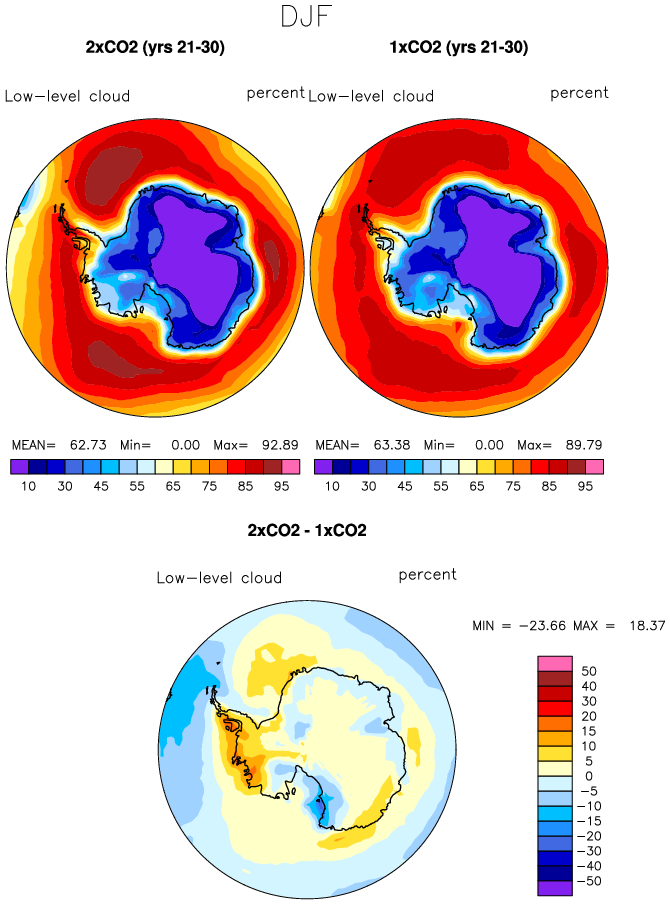 DJF
2xCO2 (yrs 21-30) 1xCO2 (yrs 21-30)
Low-level cloud percent Low-level cloud percent
MEAN= 62.73 Min= 0.00 Max= 92.89 MEAN= 63.38 Min= 0.00 Max= 89.79
10 30 45 55 65 75 85 95 10 30 45 55 65 75 85 95
2xCO2 - 1xCO2
Low-level cloud percent
MIN = -23.66 MAX = 18.37
50
40
30
20
15
10
5
0
-5
-10
-15
-20
-30
-40
-50